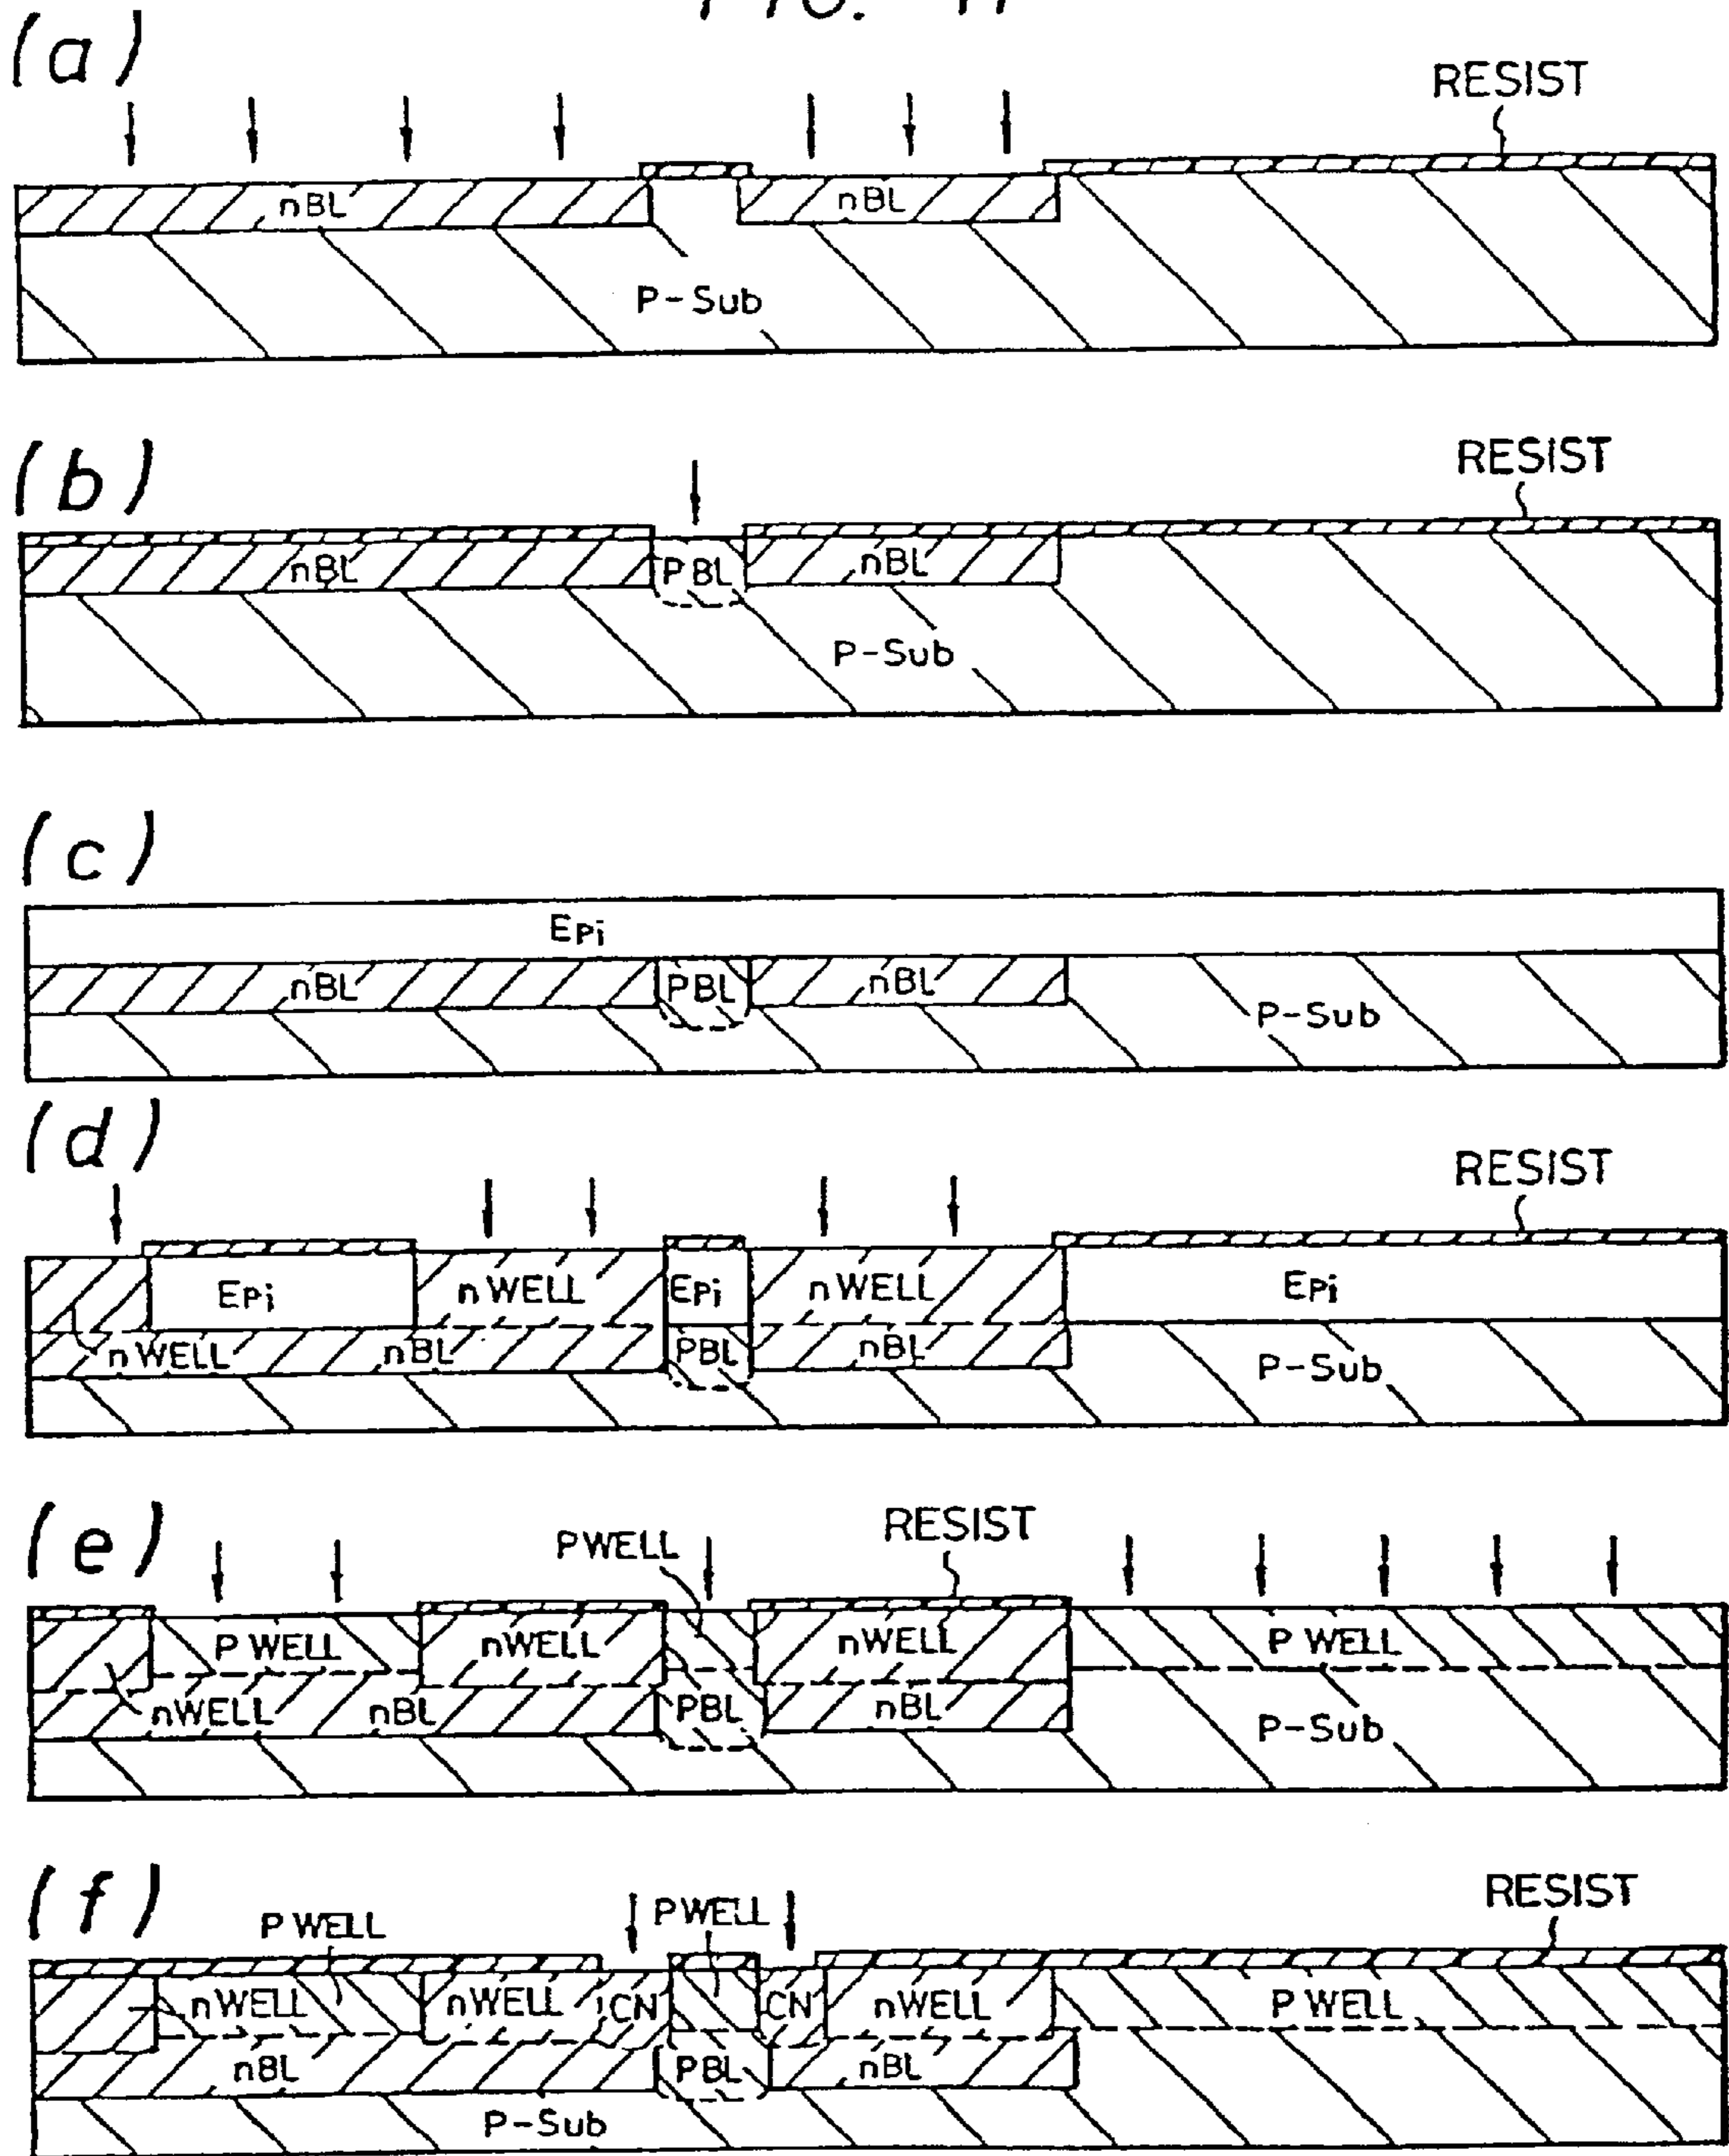 (a)
RESIST
nBL
nBL
P-Sub
(b)
RESIST
nBL
PBL
nBL
P-Sub
(c)
Epi
nBL
PBL
nBL
P-Sub
(d)
RESIST
Epi
nWELL
Epi
nWELL
Epi
nWELL
nBL
PBL
nBL
P-Sub
(e)
PWELL
RESIST
P WELL
nWELL
nWELL
P WELL
nWELL
nBL
PBL
nBL
P-Sub
(f)
P WELL
PWELL
RESIST
nWELL
nWELL
CN
CN
nWELL
P WELL
nBL
PBL
nBL
P-Sub